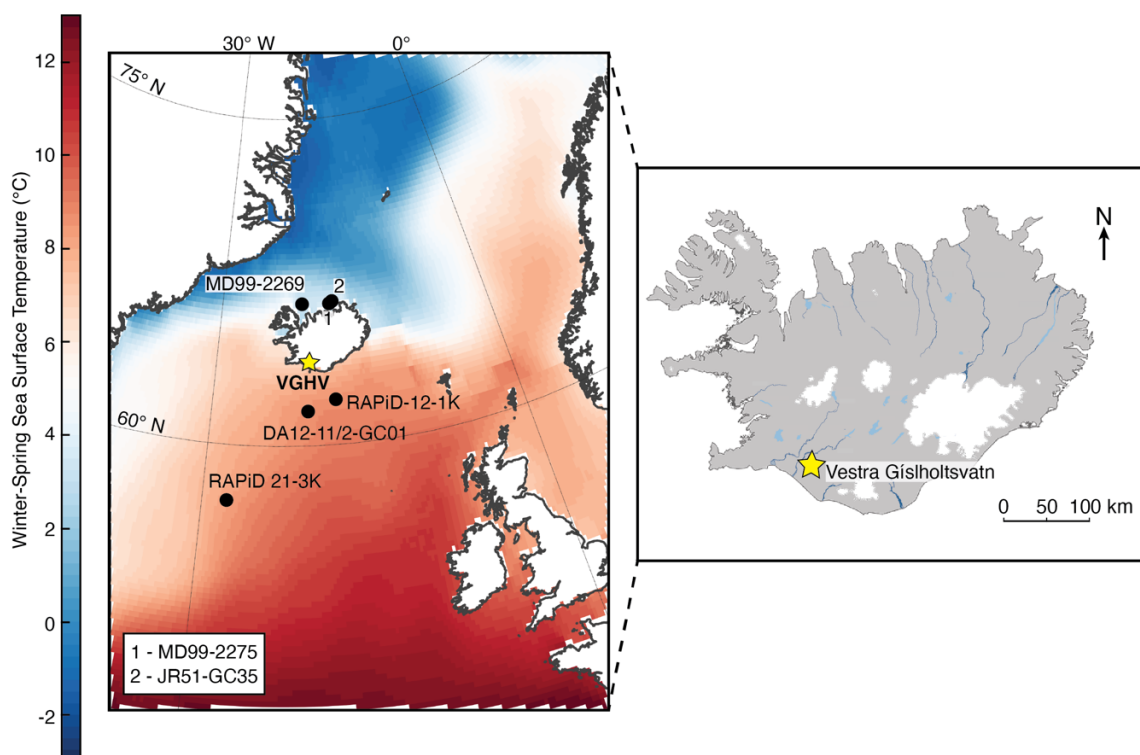 Winter-Spring Sea Surface Temperature (°C)
12
10
8
6
4
2
0
-2
30° W
0°
75° N
60° N
MD99-2269
2
1
VGHV
RAPiD-12-1K
DA12-11/2-GC01
RAPiD 21-3K
1 - MD99-2275
2 - JR51-GC35
N
Vestra Gíslholtsvatn
0 50 100 km